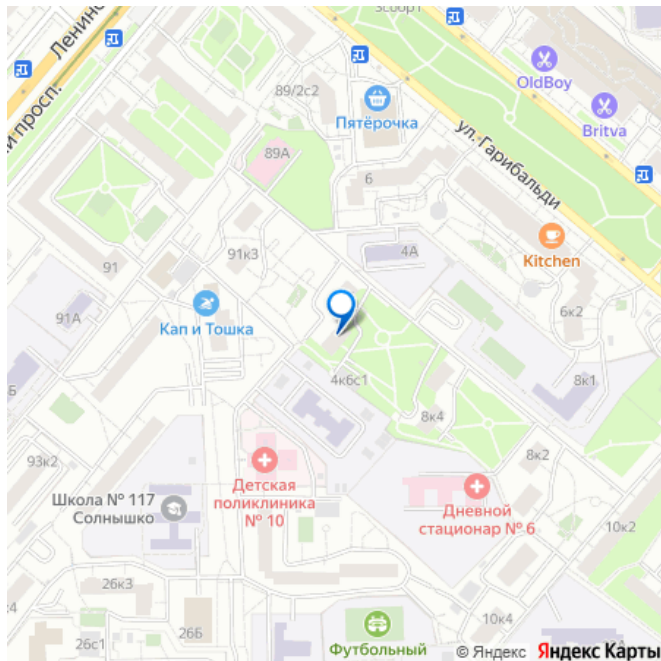 Ленинс
й просп.
89/2с2
OldBoy
Пятёрочка
Britva
ул. Гарибальди
89А
6
91к3
4А
Kitchen
91
91А
Кап и Тошка
6к2
4к6с1
8к1
8к4
93к2
8к2
Детская
поликлиника
№ 10
Школа № 117
Солнышко
Дневной
стационар № 6
10к2
26к3
10к4
26Б
26с1
Футбольный
© Яндекс Яндекс Карты